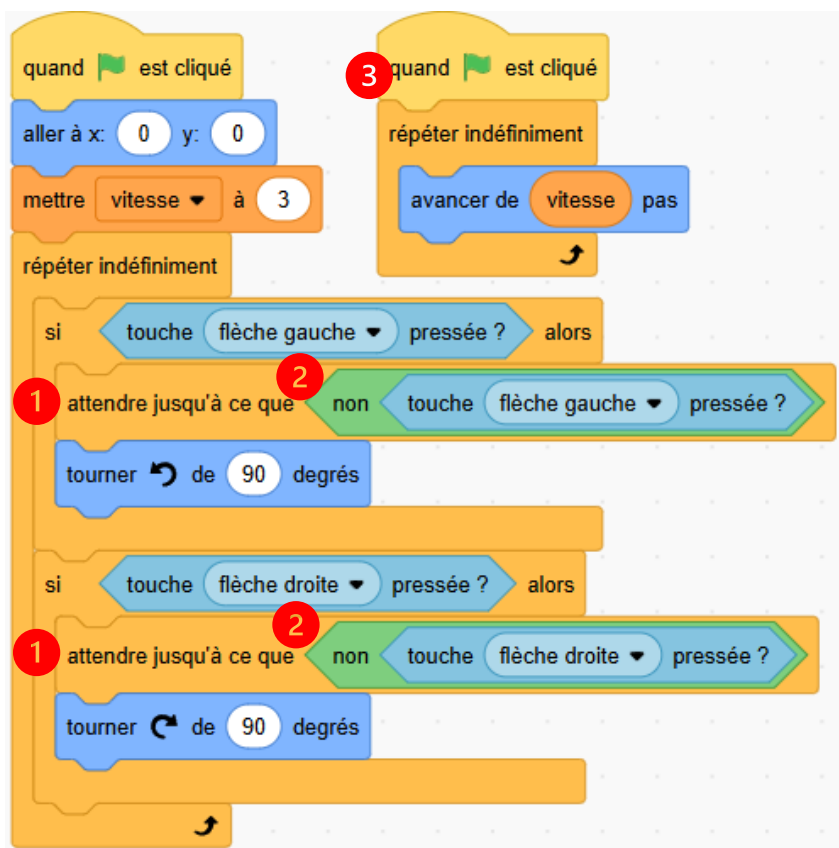 quand est cliqué
aller à x: 0 y: 0
mettre vitesse à 3
répéter indéfiniment
si touche flèche gauche pressée ? alors
1 attendre jusqu'à ce que 2 non touche flèche gauche pressée ?
tourner de 90 degrés
si touche flèche droite pressée ? alors
1 attendre jusqu'à ce que 2 non touche flèche droite pressée ?
tourner de 90 degrés
3 quand est cliqué
répéter indéfiniment
avancer de vitesse pas